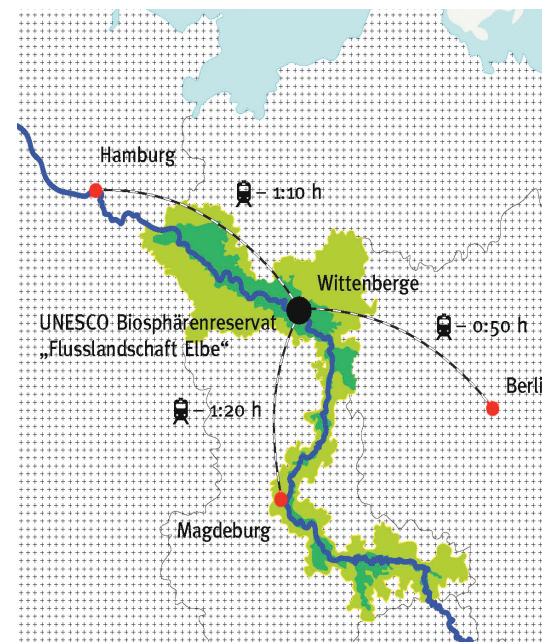 Hamburg
– 1:10 h
Wittenberge
UNESCO Biosphärenreservat
„Flusslandschaft Elbe“
– 0:50 h
Berli
– 1:20 h
Magdeburg